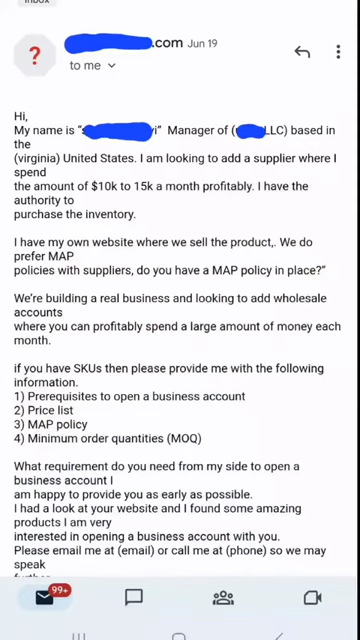 Inbox
?
.com Jun 19
to me
Hi,
My name is "s yi" Manager of ( LLC) based in
the
(virginia) United States. I am looking to add a supplier where I
spend
the amount of $10k to 15k a month profitably. I have the
authority to
purchase the inventory.
I have my own website where we sell the product,. We do
prefer MAP
policies with suppliers, do you have a MAP policy in place?"
We're building a real business and looking to add wholesale
accounts
where you can profitably spend a large amount of money each
month.
if you have SKUs then please provide me with the following
information.
1) Prerequisites to open a business account
2) Price list
3) MAP policy
4) Minimum order quantities (MOQ)
What requirement do you need from my side to open a
business account I
am happy to provide you as early as possible.
I had a look at your website and I found some amazing
products I am very
interested in opening a business account with you.
Please email me at (email) or call me at (phone) so we may
speak
99+